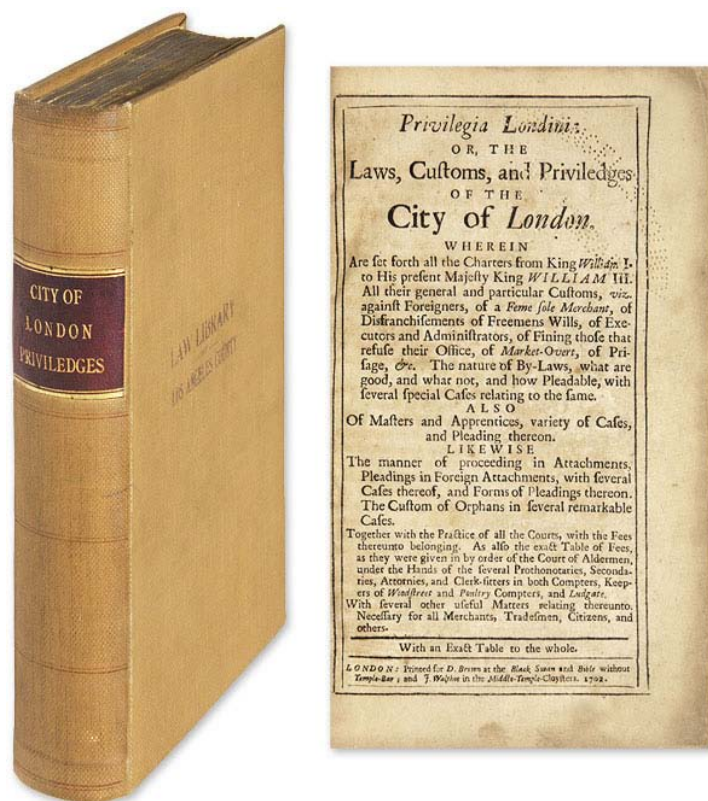 CITY OF
LONDON
PRIVILEDGES
LAW LIBRARY
LOS ANGELES COUNTY
Privilegia Londini:
OR, THE
Laws, Cuſtoms, and Priviledges
OF THE
City of London.
WHEREIN
Are ſet forth all the Charters from King William I.
to His preſent Majeſty King WILLIAM III.
All their general and particular Cuſtoms, viz.
againſt Foreigners, of a Feme ſole Merchant, of
Disfranchiſements of Freemens Wills, of Exe-
cutors and Adminiſtrators, of Fining thoſe that
refuſe their Office, of Market-Overt, of Pri-
ſage, &c. The nature of By-Laws, what are
good, and what not, and how Pleadable, with
ſeveral ſpecial Caſes relating to the ſame.
ALSO
Of Maſters and Apprentices, variety of Caſes,
and Pleading thereon.
LIKEWISE
The manner of proceeding in Attachments,
Pleadings in Foreign Attachments, with ſeveral
Caſes thereof, and Forms of Pleadings thereon.
The Cuſtom of Orphans in ſeveral remarkable
Caſes.
Together with the Practice of all the Courts, with the Fees
thereunto belonging. As alſo the exact Table of Fees,
as they were given in by order of the Court of Aldermen,
under the Hands of the ſeveral Prothonotaries, Seconda-
ries, Attornies, and Clerk-ſitters in both Compters, Keep-
ers of Woodſtreet and Poultry Compters, and Ludgate.
With ſeveral other uſeful Matters relating thereunto.
Neceſſary for all Merchants, Tradeſmen, Citizens, and
others.
With an Exact Table to the whole.
LONDON: Printed for D. Brown at the Black Swan and Bible without
Temple-Bar; and J. Walthoe in the Middle-Temple-Cloyſters. 1702.